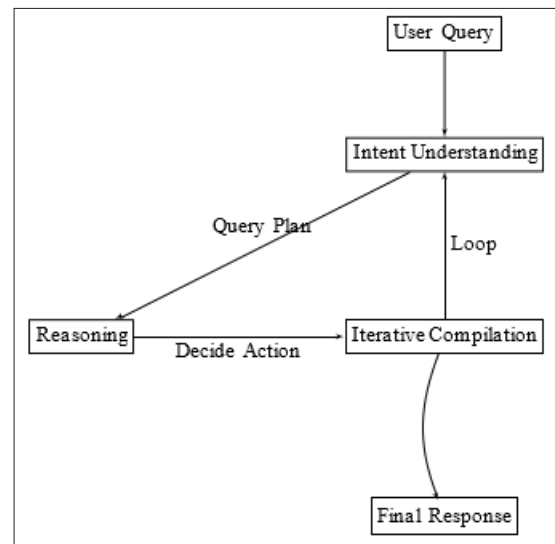 User Query
Intent Understanding
Query Plan
Loop
Reasoning
Decide Action
Iterative Compilation
Final Response